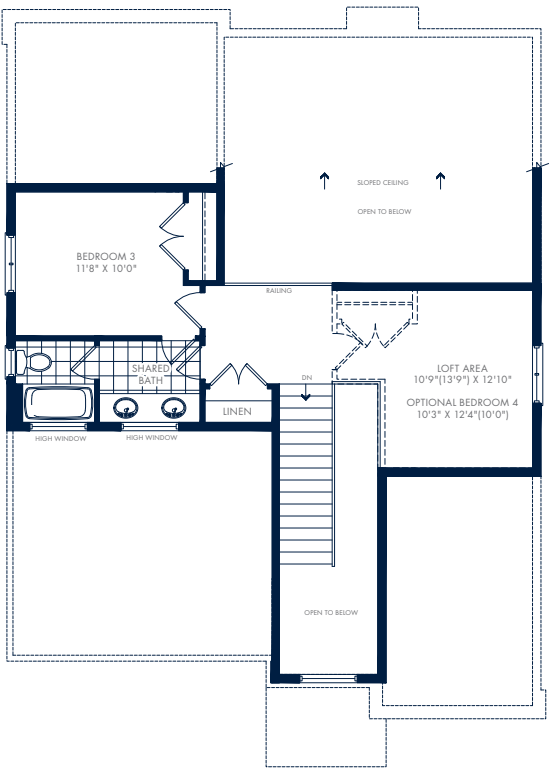 SLOPED CEILING
OPEN TO BELOW
BEDROOM 3
11'8" X 10'0"
RAILING
SHARED
BATH
DN
LOFT AREA
10'9"(13'9") X 12'10"
OPTIONAL BEDROOM 4
10'3" X 12'4"(10'0")
LINEN
HIGH WINDOW
HIGH WINDOW
OPEN TO BELOW